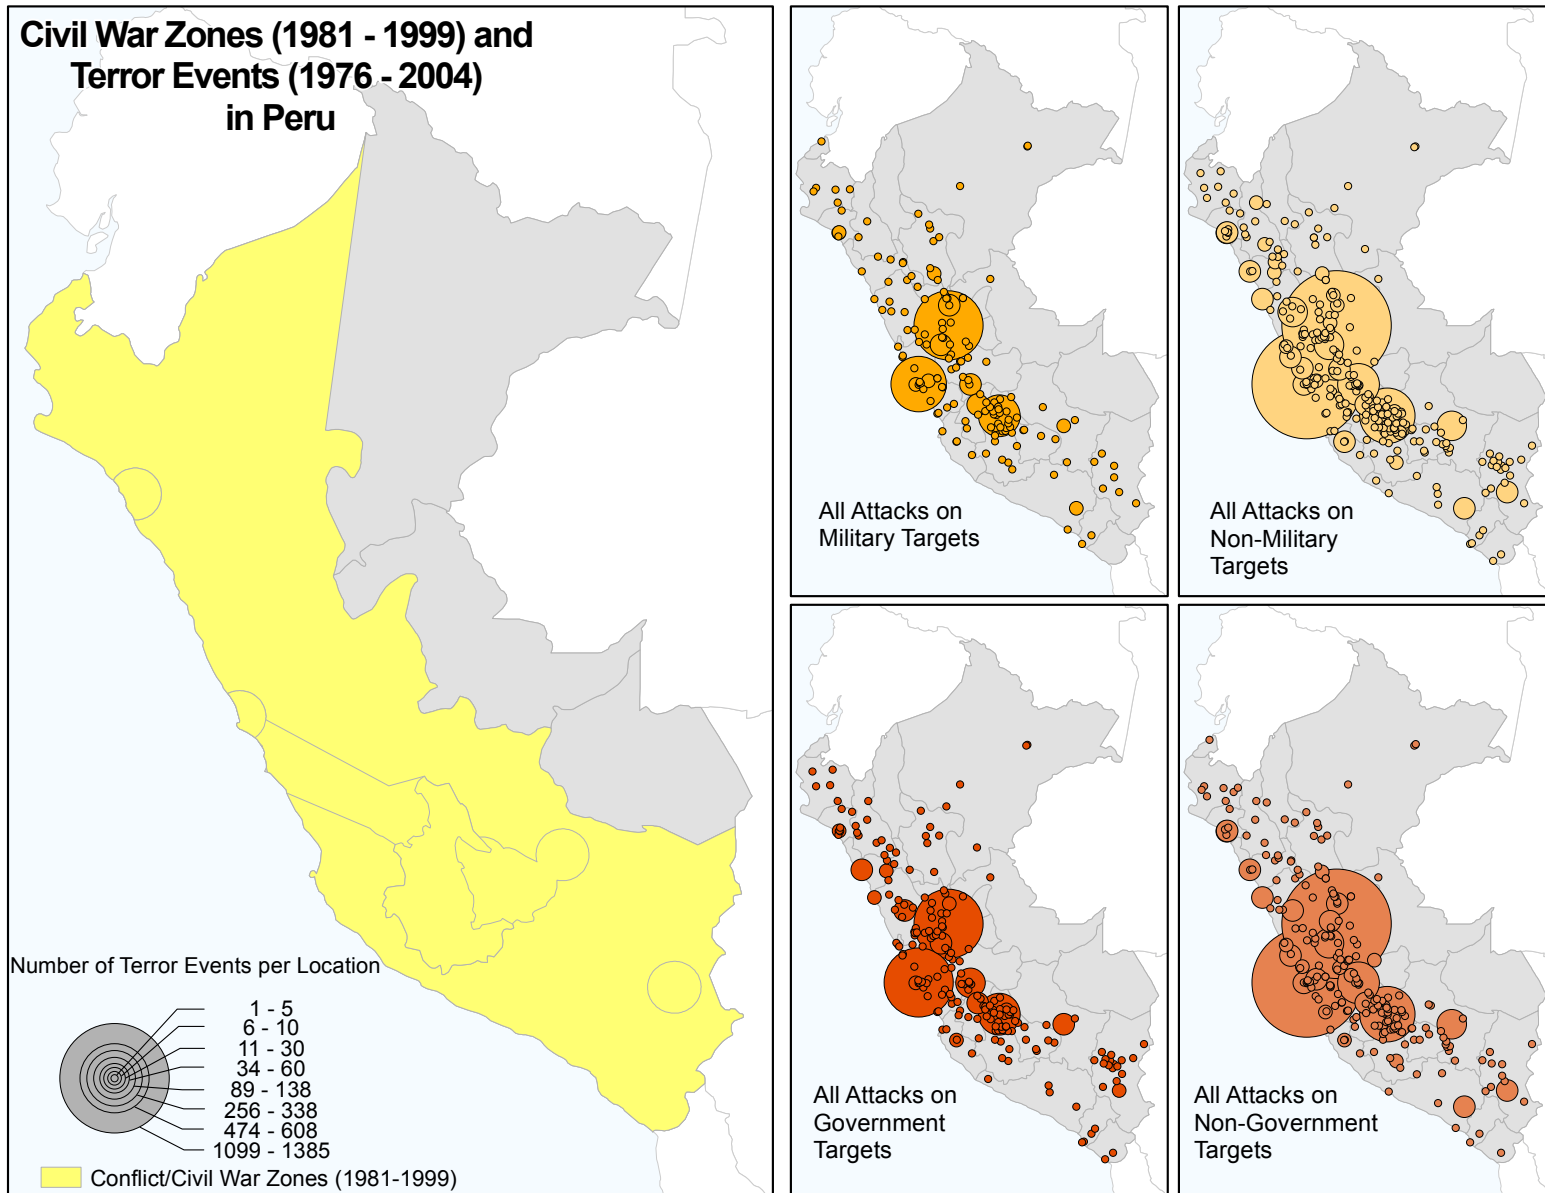 Civil War Zones (1981 - 1999) and
Terror Events (1976 - 2004)
in Peru
Number of Terror Events per Location
1 - 5
6 - 10
11 - 30
34 - 60
89 - 138
256 - 338
474 - 608
1099 - 1385
Conflict/Civil War Zones (1981-1999)
All Attacks on
Military Targets
All Attacks on
Non-Military
Targets
All Attacks on
Government
Targets
All Attacks on
Non-Government
Targets